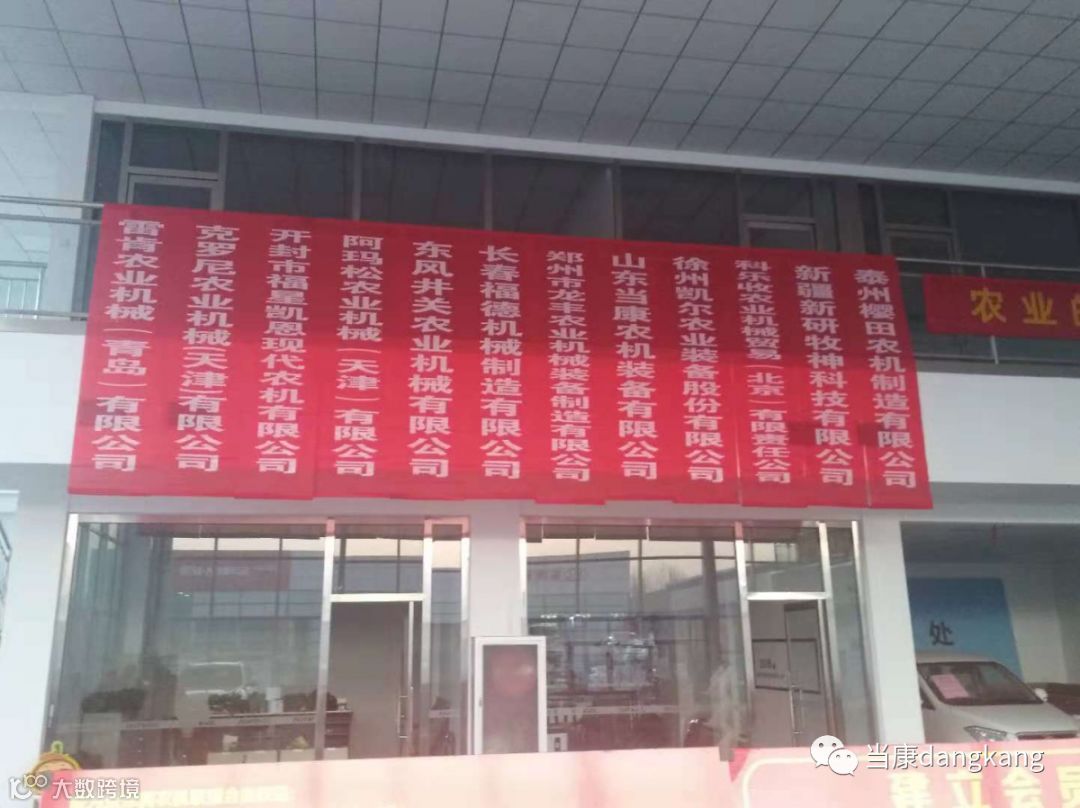 雷肯农业机械（青岛）有限公司
克罗尼农业机械(天津)有限公司
开封市福星凯恩现代农机有限公司
阿玛松农业机械（天津）有限公司
东风井关农业机械有限公司
长春福德机械制造有限公司
郑州市龙丰农业机械装备制造有限公司
山东当康农机装备有限公司
徐州凯尔农业装备股份有限公司
科乐收农业机械贸易（北京）有限责任公司
新疆新研牧神科技有限公司
泰州樱田农机制造有限公司
农业的
处
建立会员
当康dangkang
大数跨境